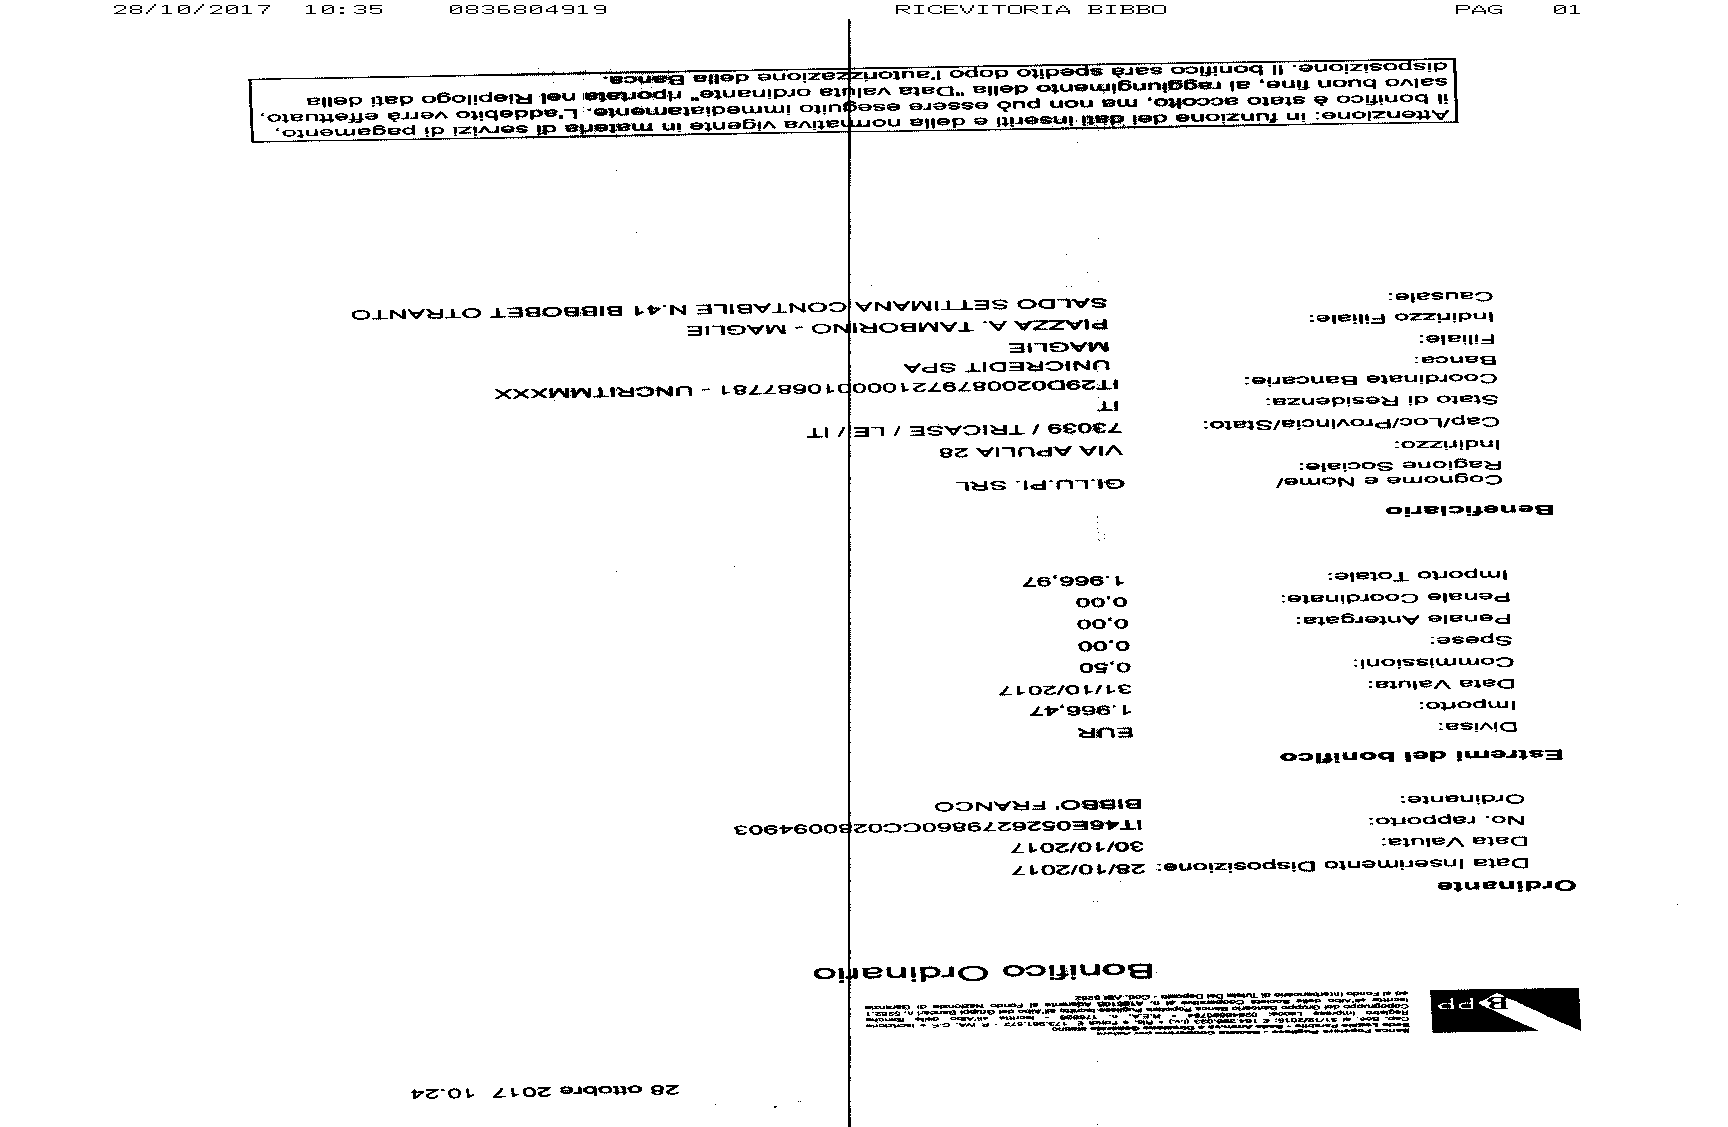 28/10/2017 10:35 0836804919 RICEVITORIA BIBBO PAG 01
28 ottobre 2017 10.24
BPP
Bonifico Ordinario
Ordinante
Data Inserimento Disposizione: 28/10/2017
Data Valuta: 30/10/2017
No. rapporto: IT46E0526279860CC0280094903
Ordinante: BIBBO' FRANCO
Estremi del bonifico
Divisa: EUR
Importo: 1.966,47
Data Valuta: 31/10/2017
Commissioni: 0,50
Spese: 0,00
Penale Antergata: 0,00
Penale Coordinate: 0,00
Importo Totale: 1.966,97
Beneficiario
Cognome e Nome/
Ragione Sociale: GI.LU.PI. SRL
Indirizzo: VIA APULIA 28
Cap/Loc/Provincia/Stato: 73039 / TRICASE / LE / IT
Stato di Residenza: IT
Coordinate Bancarie: IT29D0200879721000010687781 - UNCRITMMXXX
Banca: UNICREDIT SPA
Filiale: MAGLIE
Indirizzo Filiale: PIAZZA A. TAMBORINO - MAGLIE
Causale: SALDO SETTIMANA CONTABILE N.41 BIBBOBET OTRANTO
Attenzione: in funzione dei dati inseriti e della normativa vigente in materia di servizi di pagamento,
il bonifico è stato accolto, ma non può essere eseguito immediatamente. L'addebito verrà effettuato,
salvo buon fine, al raggiungimento della "Data valuta ordinante" riportata nel Riepilogo dati della
disposizione. Il bonifico sarà spedito dopo l'autorizzazione della Banca.